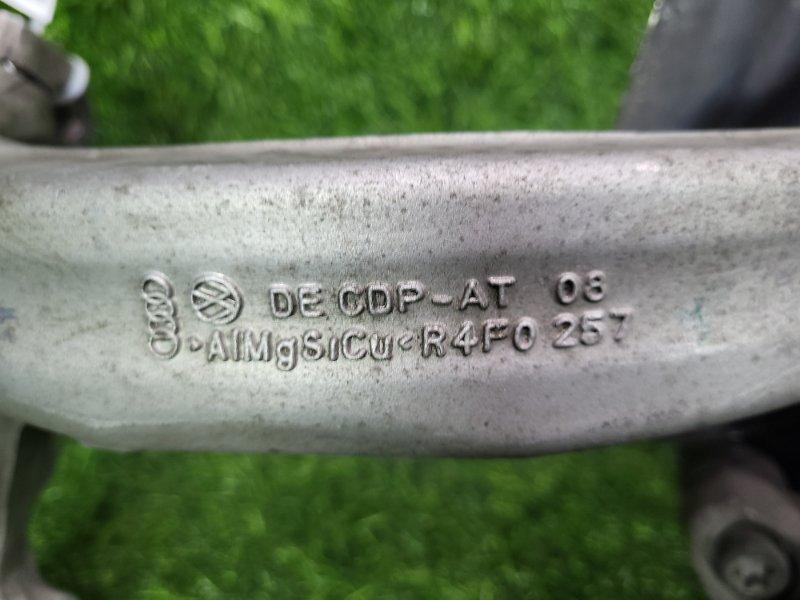 DE CDP-AT 08
>AlMgSiCu< R4F0 257